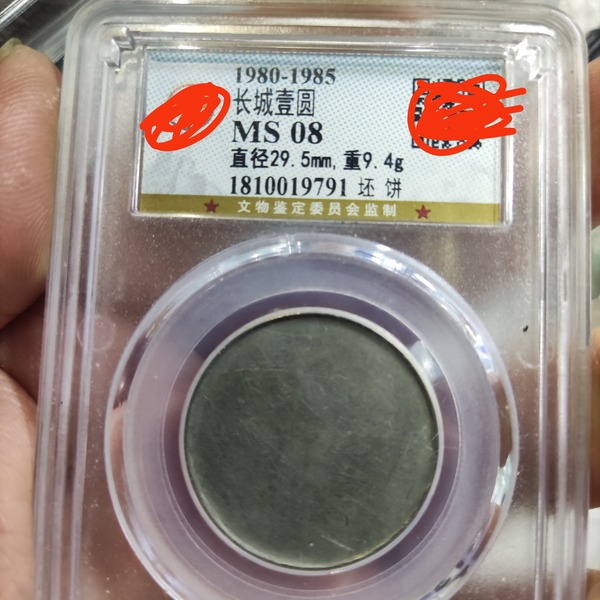 1980-1985
长城壹圆
MS 08
直径29.5mm,重9.4g
1810019791 坯 饼
文物鉴定委员会监制